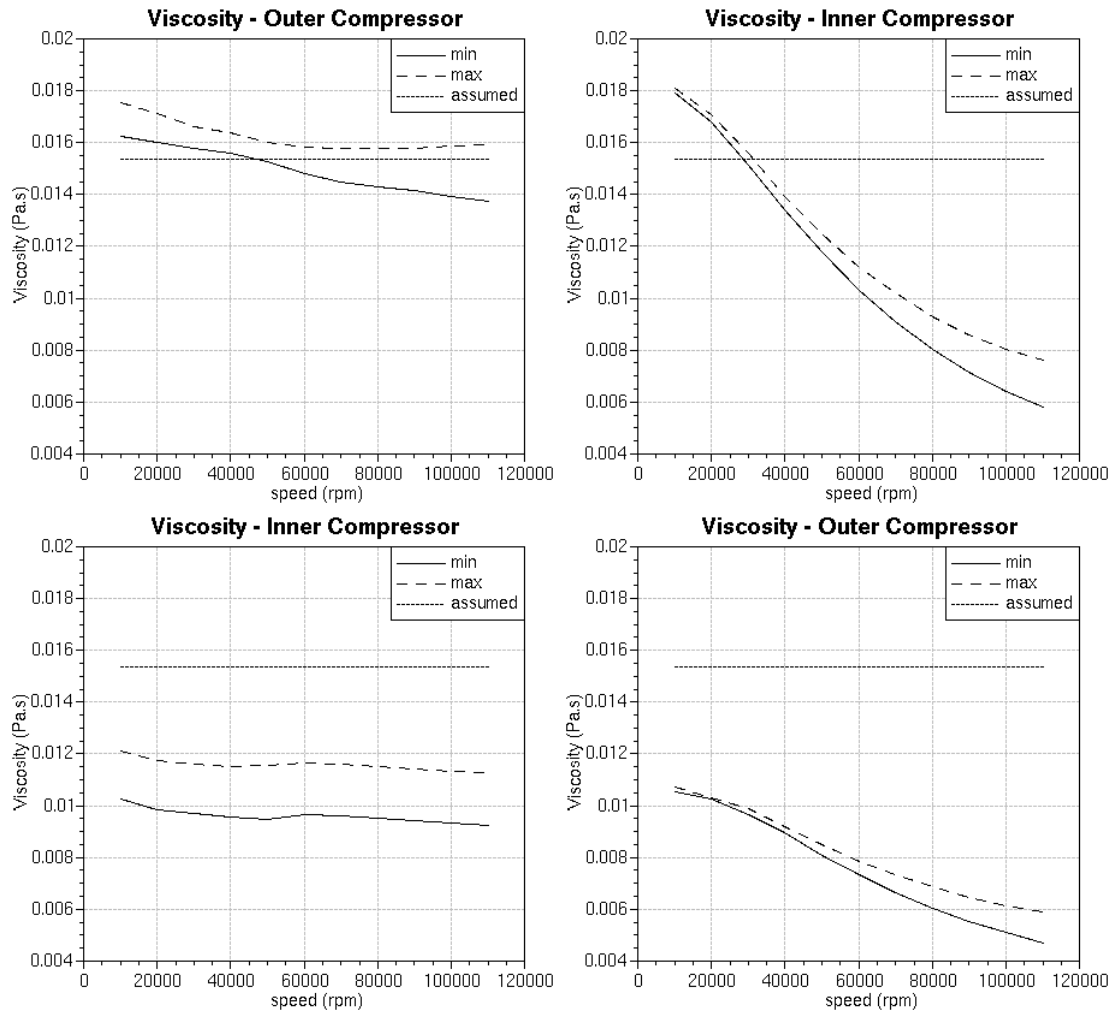 Viscosity - Outer Compressor
min
max
assumed
0.02
0.018
0.016
0.014
0.012
0.01
0.008
0.006
0.004
Viscosity (Pa.s)
0 20000 40000 60000 80000 100000 120000
speed (rpm)
Viscosity - Inner Compressor
min
max
assumed
0.02
0.018
0.016
0.014
0.012
0.01
0.008
0.006
0.004
Viscosity (Pa.s)
0 20000 40000 60000 80000 100000 120000
speed (rpm)
Viscosity - Inner Compressor
min
max
assumed
0.02
0.018
0.016
0.014
0.012
0.01
0.008
0.006
0.004
Viscosity (Pa.s)
0 20000 40000 60000 80000 100000 120000
speed (rpm)
Viscosity - Outer Compressor
min
max
assumed
0.02
0.018
0.016
0.014
0.012
0.01
0.008
0.006
0.004
Viscosity (Pa.s)
0 20000 40000 60000 80000 100000 120000
speed (rpm)